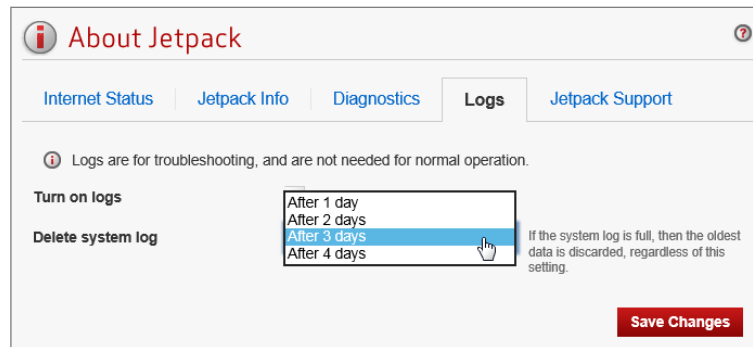 About Jetpack
Internet Status Jetpack Info Diagnostics Logs Jetpack Support
Logs are for troubleshooting, and are not needed for normal operation.
Turn on logs
After 1 day
After 2 days
Delete system log
After 3 days
After 4 days
If the system log is full, then the oldest
data is discarded, regardless of this
setting.
Save Changes